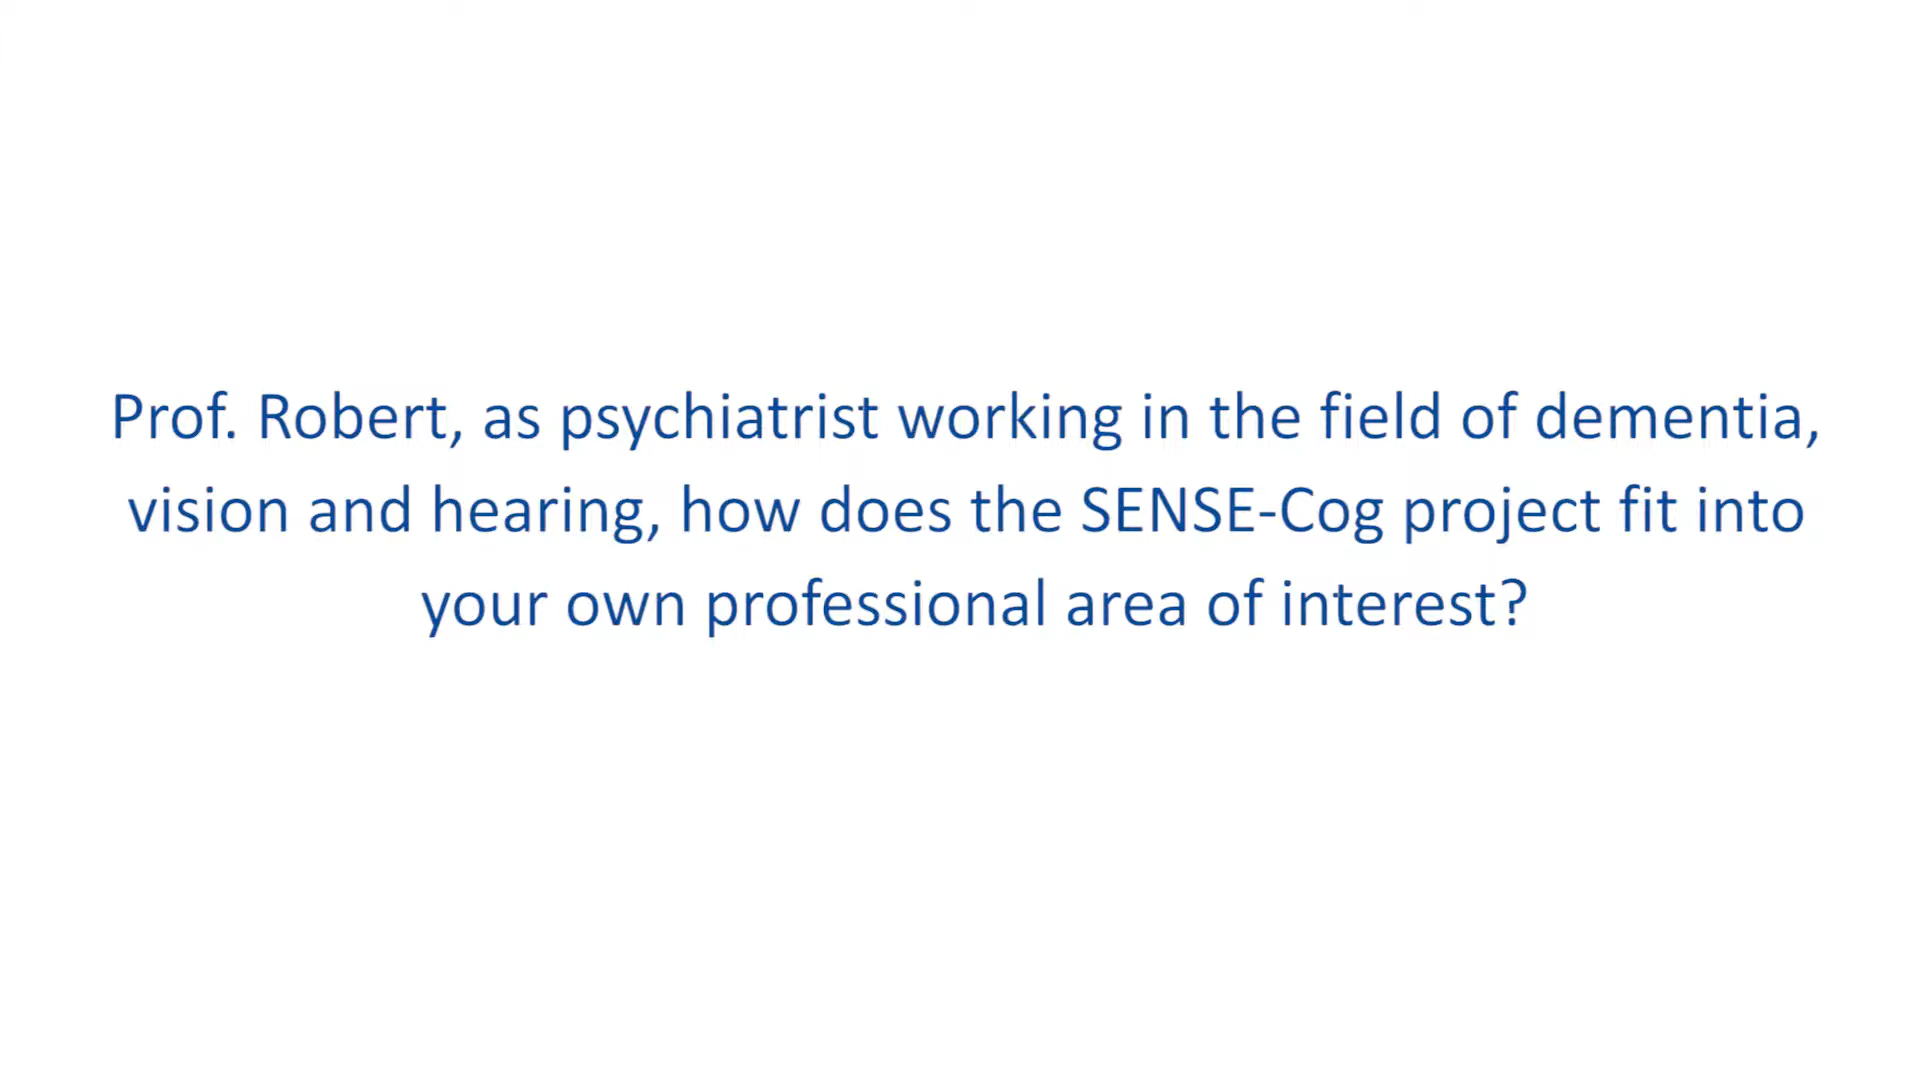 Prof. Robert, as psychiatrist working in the field of dementia,
vision and hearing, how does the SENSE-Cog project fit into
your own professional area of interest?